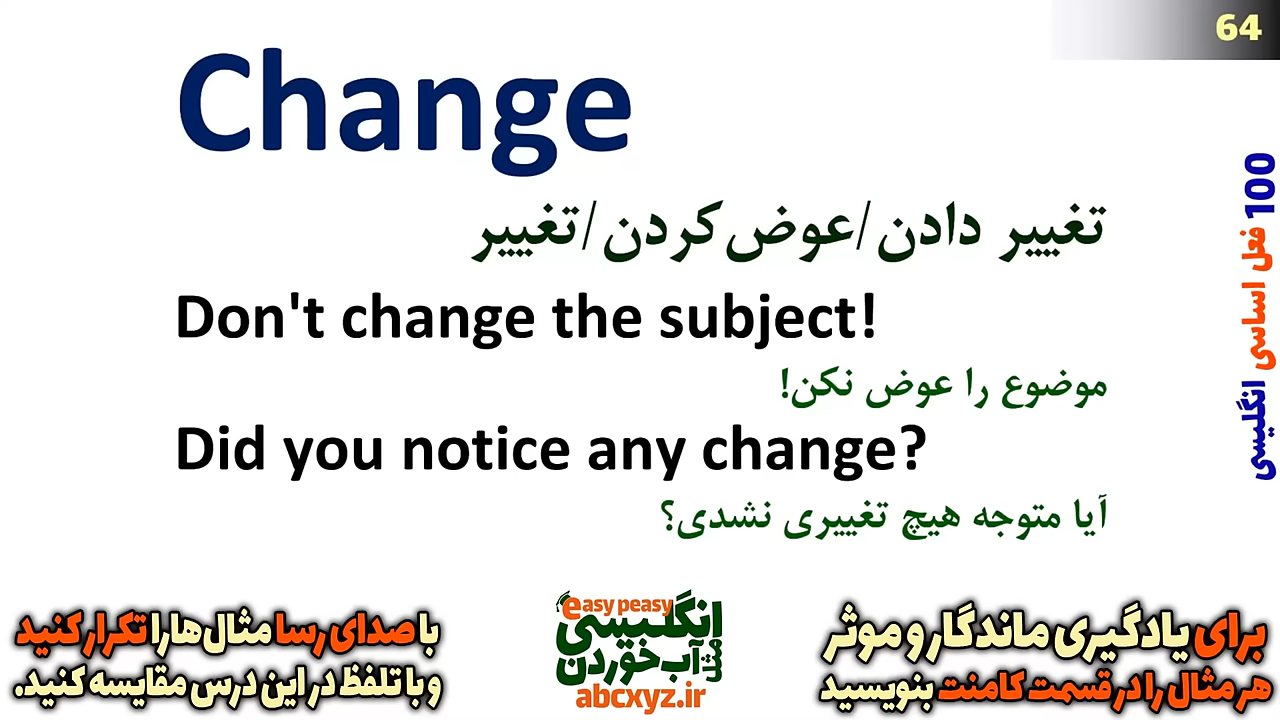 64
Change
تغییر دادن/عوض کردن/تغییر
Don't change the subject!
موضوع را عوض نکن!
Did you notice any change?
آیا متوجه هیچ تغییری نشدی؟
100 فعل اساسی انگلیسی
برای یادگیری ماندگار و موثر
هر مثال را در قسمت کامنت بنویسید
easy peasy
انگلیسی
مثل آب خوردن
abcxyz.ir
با صدای رسا مثال‌ها را تکرار کنید
و با تلفظ در این درس مقایسه کنید.